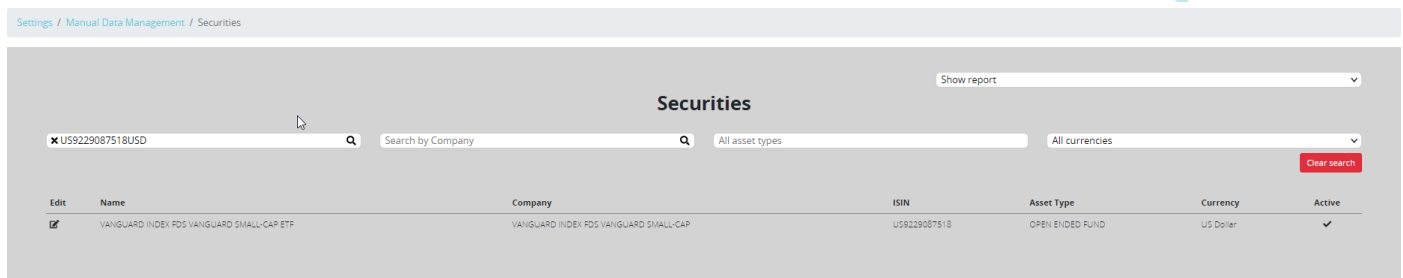 Settings / Manual Data Management / Securities
Show report
Securities
US9229087518USD Search by Company All asset types All currencies
Clear search
Edit Name Company ISIN Asset Type Currency Active
VANGUARD INDEX FDS VANGUARD SMALL-CAP ETF VANGUARD INDEX FDS VANGUARD SMALL-CAP US9229087518 OPEN ENDED FUND US Dollar